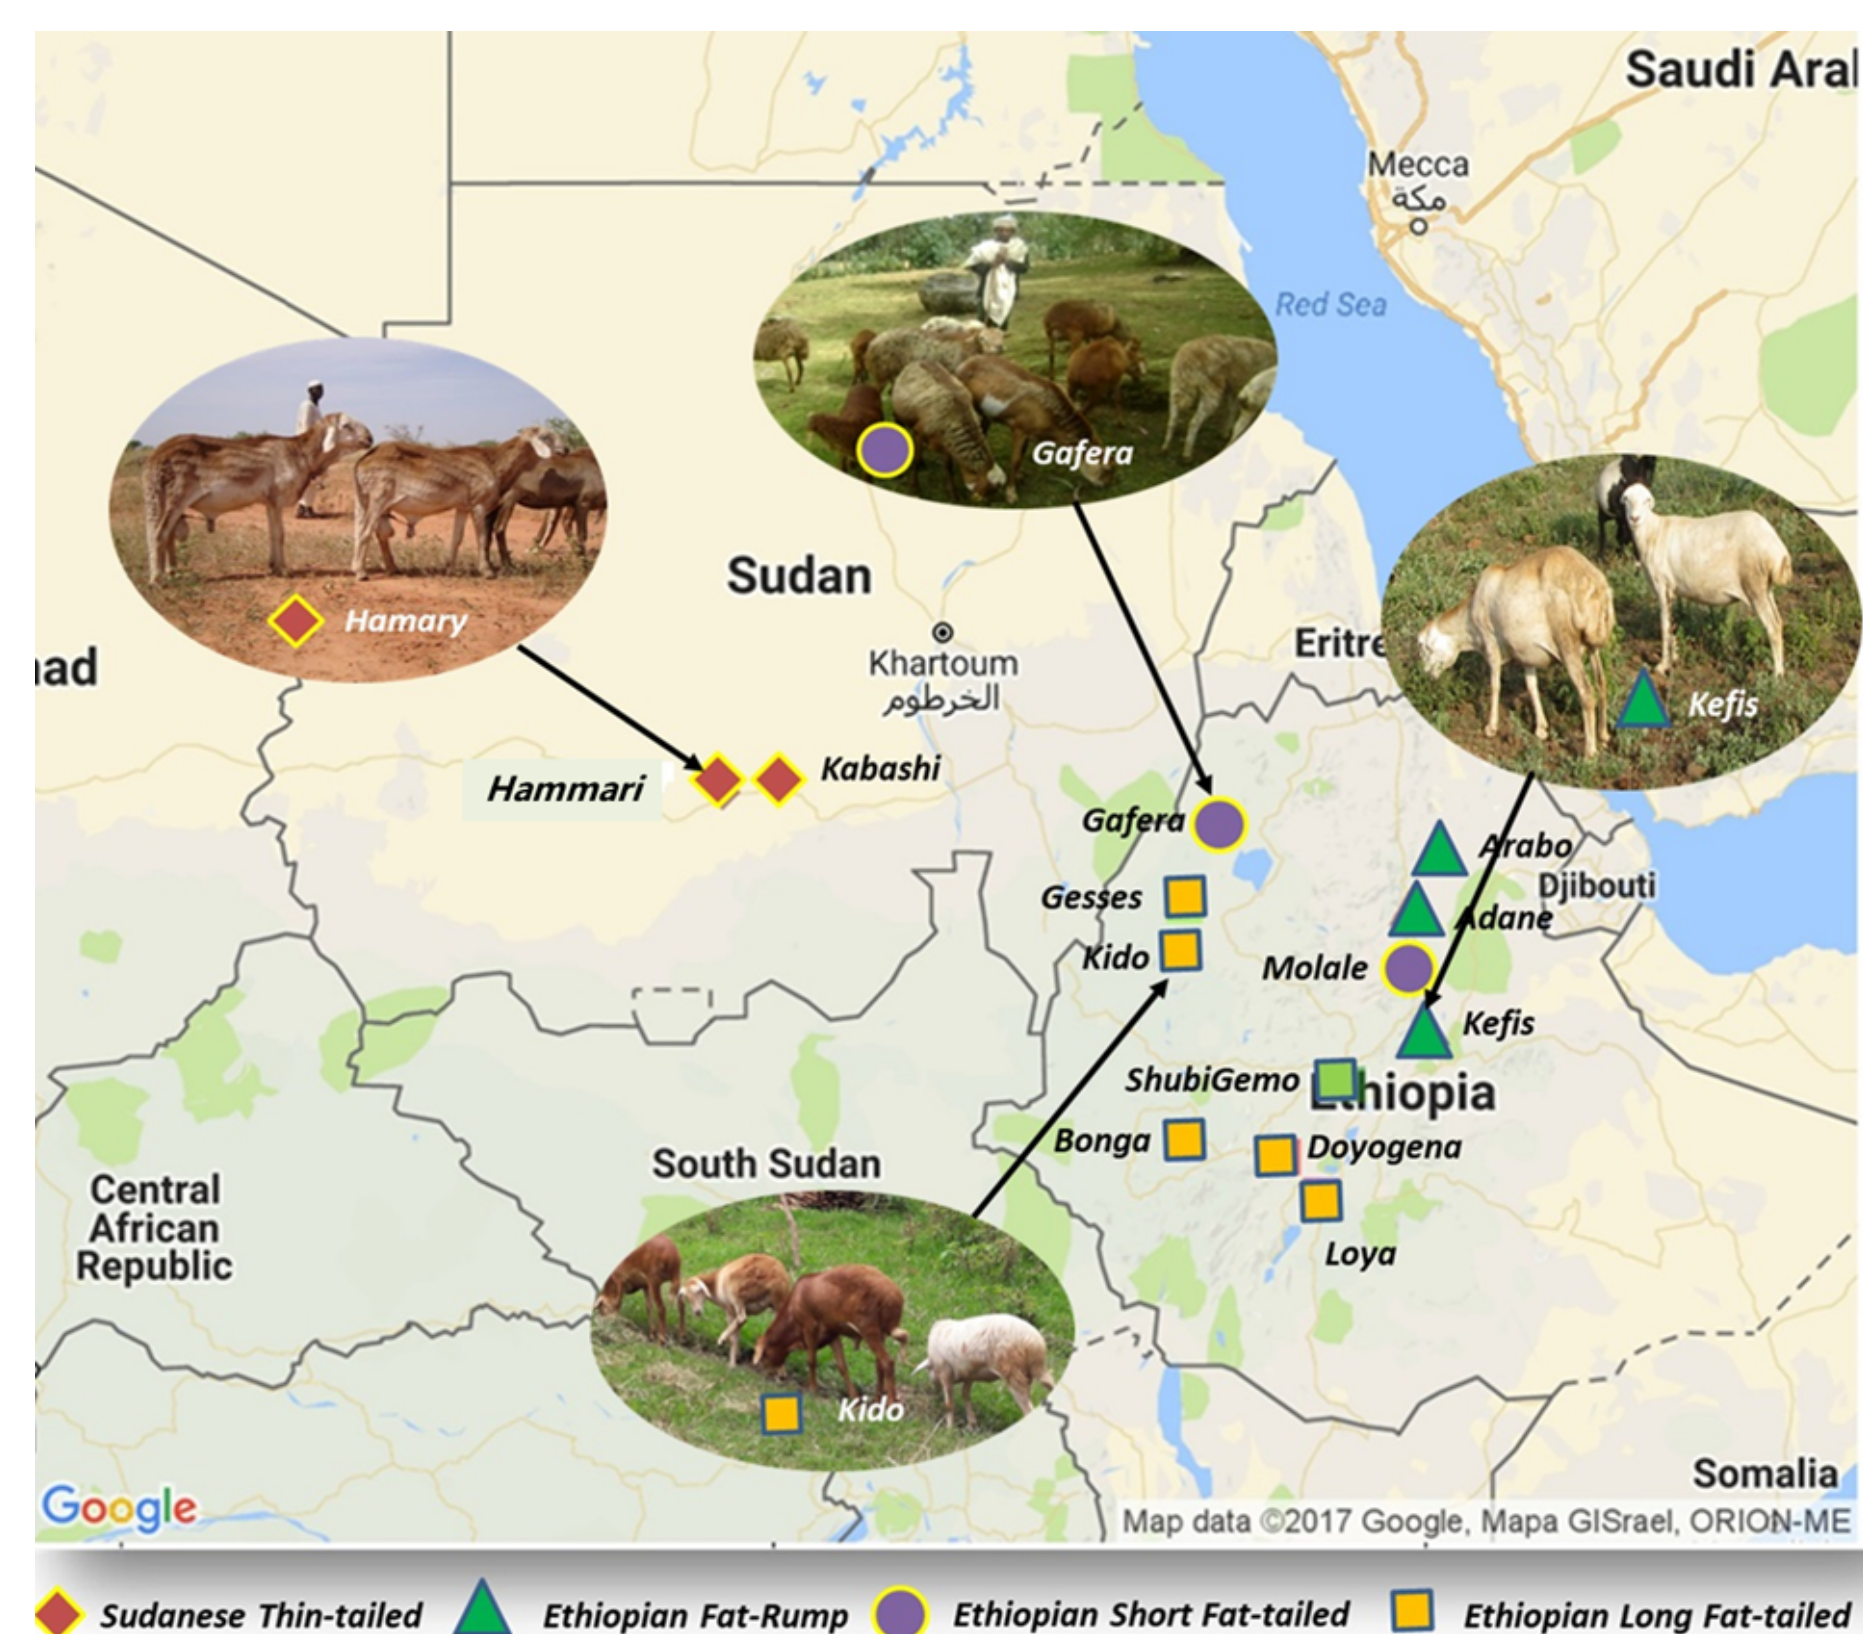 Saudi Aral
Mecca
مكة
Red Sea
Gafera
Sudan
Hamary
Khartoum
الخرطوم
Eritre
Kefis
ad
Hammari
Kabashi
Gafera
Arabo
Djibouti
Gesses
Adane
Kido
Molale
Kefis
ShubiGemo
Ethiopia
Bonga
Doyogena
South Sudan
Central
African
Republic
Loya
Kido
Somalia
Google
Map data ©2017 Google, Mapa GISrael, ORION-ME
Sudanese Thin-tailed
Ethiopian Fat-Rump
Ethiopian Short Fat-tailed
Ethiopian Long Fat-tailed